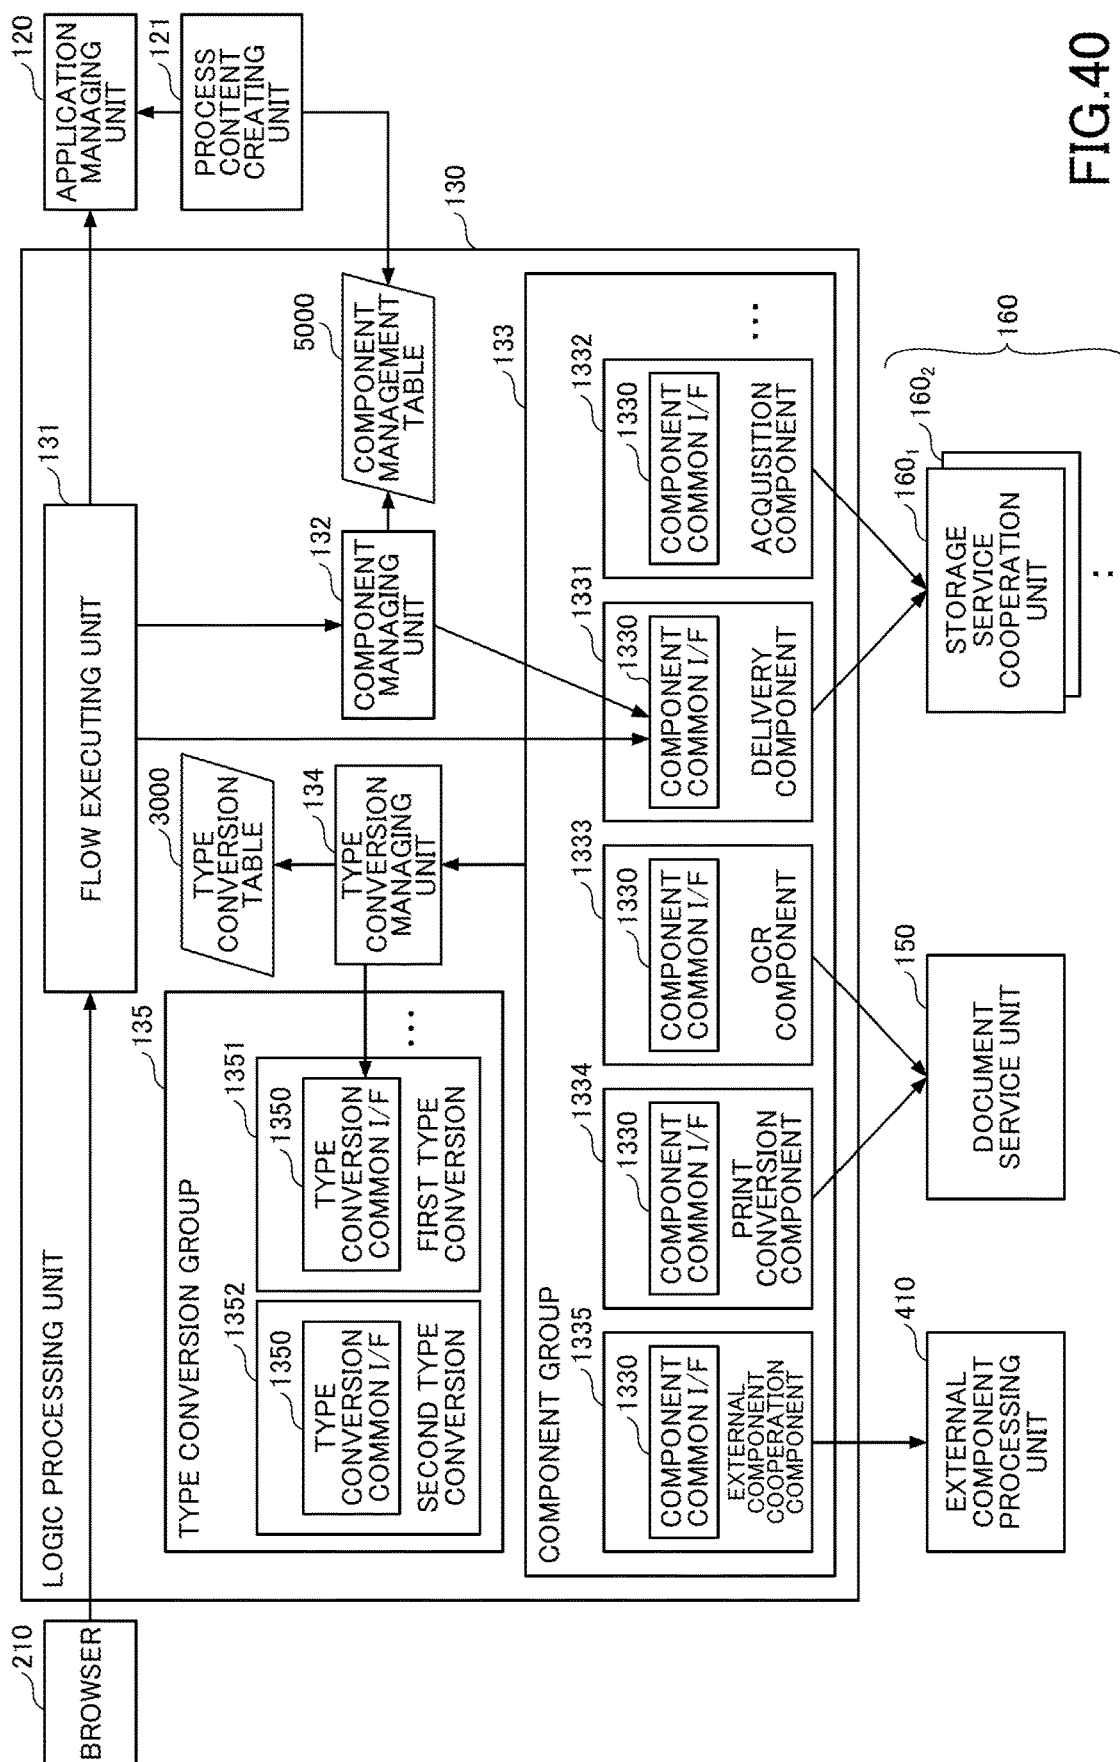 210
BROWSER
LOGIC PROCESSING UNIT
131
FLOW EXECUTING UNIT
120
APPLICATION
MANAGING
UNIT
121
PROCESS
CONTENT
CREATING
UNIT
130
135
TYPE CONVERSION GROUP
1352
1350
TYPE
CONVERSION
COMMON I/F
SECOND TYPE
CONVERSION
1351
1350
TYPE
CONVERSION
COMMON I/F
FIRST TYPE
CONVERSION
...
3000
TYPE
CONVERSION
TABLE
134
TYPE
CONVERSION
MANAGING
UNIT
132
COMPONENT
MANAGING
UNIT
5000
COMPONENT
MANAGEMENT
TABLE
133
COMPONENT GROUP
1335
1330
COMPONENT
COMMON I/F
EXTERNAL
COMPONENT
COOPERATION
COMPONENT
1334
1330
COMPONENT
COMMON I/F
PRINT
CONVERSION
COMPONENT
1333
1330
COMPONENT
COMMON I/F
OCR
COMPONENT
1331
1330
COMPONENT
COMMON I/F
DELIVERY
COMPONENT
1332
1330
COMPONENT
COMMON I/F
ACQUISITION
COMPONENT
...
410
EXTERNAL
COMPONENT
PROCESSING
UNIT
150
DOCUMENT
SERVICE UNIT
160₁
160₂
160
STORAGE
SERVICE
COOPERATION
UNIT
..
FIG.40